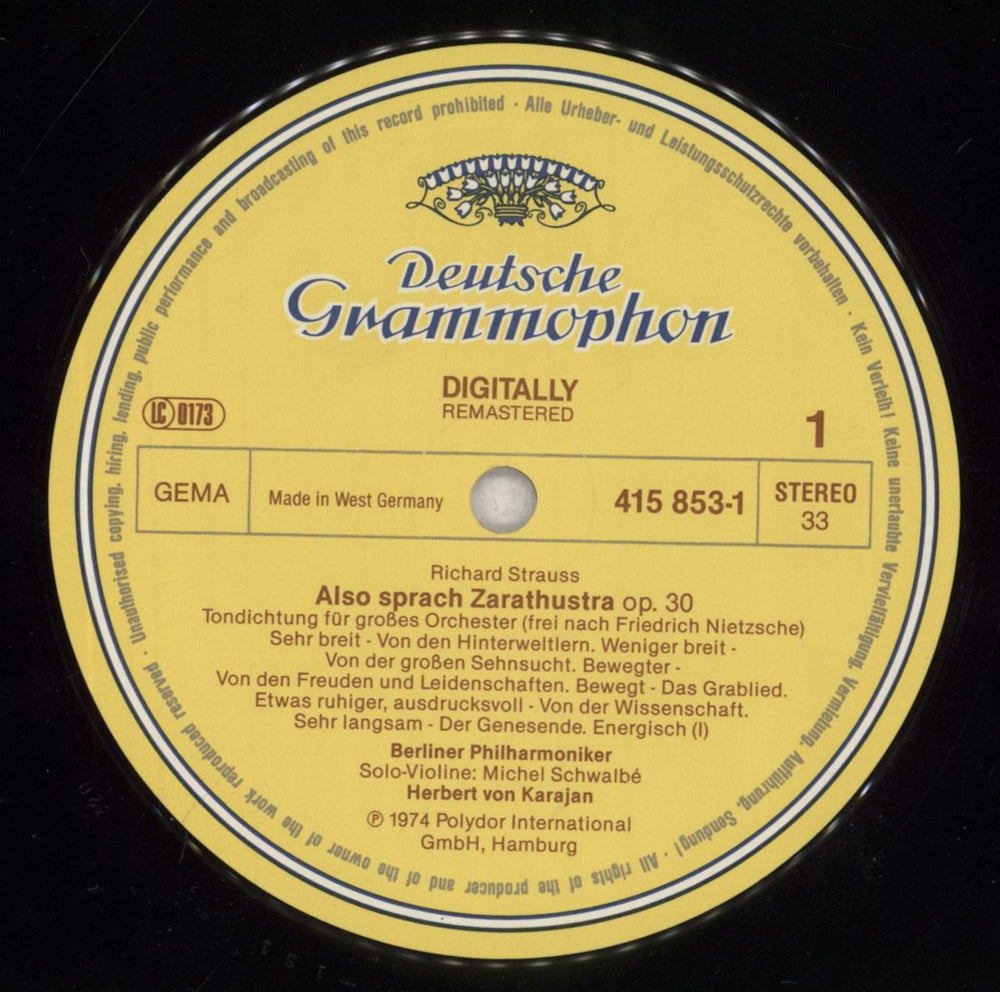 Unauthorised copying, hiring, lending, public performance and broadcasting of this record prohibited · Alle Urheber- und Leistungsschutzrechte vorbehalten · Kein Verleih! Keine unerlaubte Vervielfältigung, Vermietung, Aufführung, Sendung! · All rights of the producer and of the owner of the work reproduced reserved ·
Deutsche
Grammophon
DIGITALLY
REMASTERED
LC 0173
1
GEMA
Made in West Germany
415 853-1
STEREO
33
Richard Strauss
Also sprach Zarathustra op. 30
Tondichtung für großes Orchester (frei nach Friedrich Nietzsche)
Sehr breit - Von den Hinterweltlern. Weniger breit -
Von der großen Sehnsucht. Bewegter -
Von den Freuden und Leidenschaften. Bewegt - Das Grablied.
Etwas ruhiger, ausdrucksvoll - Von der Wissenschaft.
Sehr langsam - Der Genesende. Energisch (I)
Berliner Philharmoniker
Solo-Violine: Michel Schwalbé
Herbert von Karajan
℗ 1974 Polydor International
GmbH, Hamburg